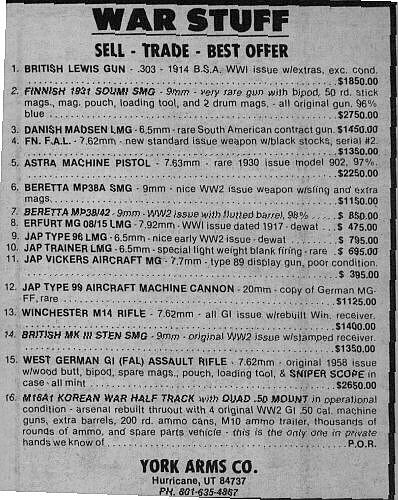 WAR STUFF
SELL - TRADE - BEST OFFER
1. BRITISH LEWIS GUN - .303 - 1914 B.S.A. WWI issue w/extras, exc. cond.
$1850.00
2. FINNISH 1931 SOUMI SMG - 9mm - very rare gun with bipod, 50 rd. stick
mags., mag. pouch, loading tool, and 2 drum mags, - all original gun. 96%
blue $2750.00
3. DANISH MADSEN LMG - 6.5mm - rare South American contract gun. $1450.00
4. FN. F.A.L. - 7.62mm - new standard issue weapon w/black stocks, serial #2.
$1350.00
5. ASTRA MACHINE PISTOL - 7.63mm - rare 1930 issue model 902, 97%.
$2250.00
6. BERETTA MP38A SMG - 9mm - nice WW2 issue weapon w/sling and extra
mags. $1150.00
7. BERETTA MP38/42 - 9mm - WW2 issue with fluted barrel, 98% $ 850.00
8. ERFURT MG 08/15 LMG - 7.92mm - WWI issue dated 1917 - dewat $ 475.00
9. JAP TYPE 96 LMG - 6.5mm - nice early WW2 issue - dewat $ 795.00
10. JAP TRAINER LMG - 6.5mm - special light weight blank firing - rare $ 695.00
11. JAP VICKERS AIRCRAFT MG - 7.7mm - type 89 display gun, poor condition.
$ 395.00
12. JAP TYPE 99 AIRCRAFT MACHINE CANNON - 20mm - copy of German MG-
FF, rare $1125.00
13. WINCHESTER M14 RIFLE - 7.62mm - all GI issue w/rebuilt Win. receiver.
$1400.00
14. BRITISH MK III STEN SMG - 9mm - original WW2 issue w/stamped receiver.
$1350.00
15. WEST GERMAN GI (FAL) ASSAULT RIFLE - 7.62mm - original 1958 issue
w/wood butt, bipod, spare mags., pouch, loading tool, & SNIPER SCOPE in
case - all mint $2650.00
16. M16A1 KOREAN WAR HALF TRACK with QUAD .50 MOUNT in operational
condition - arsenal rebuilt thruout with 4 original WW2 GI .50 cal. machine
guns, extra barrels, 200 rd. ammo cans, M10 ammo trailer, thousands of
rounds of ammo, and spare parts vehicle - this is the only one in private
hands we know of P.O.R.
YORK ARMS CO.
Hurricane, UT 84737
PH. 801-635-4867